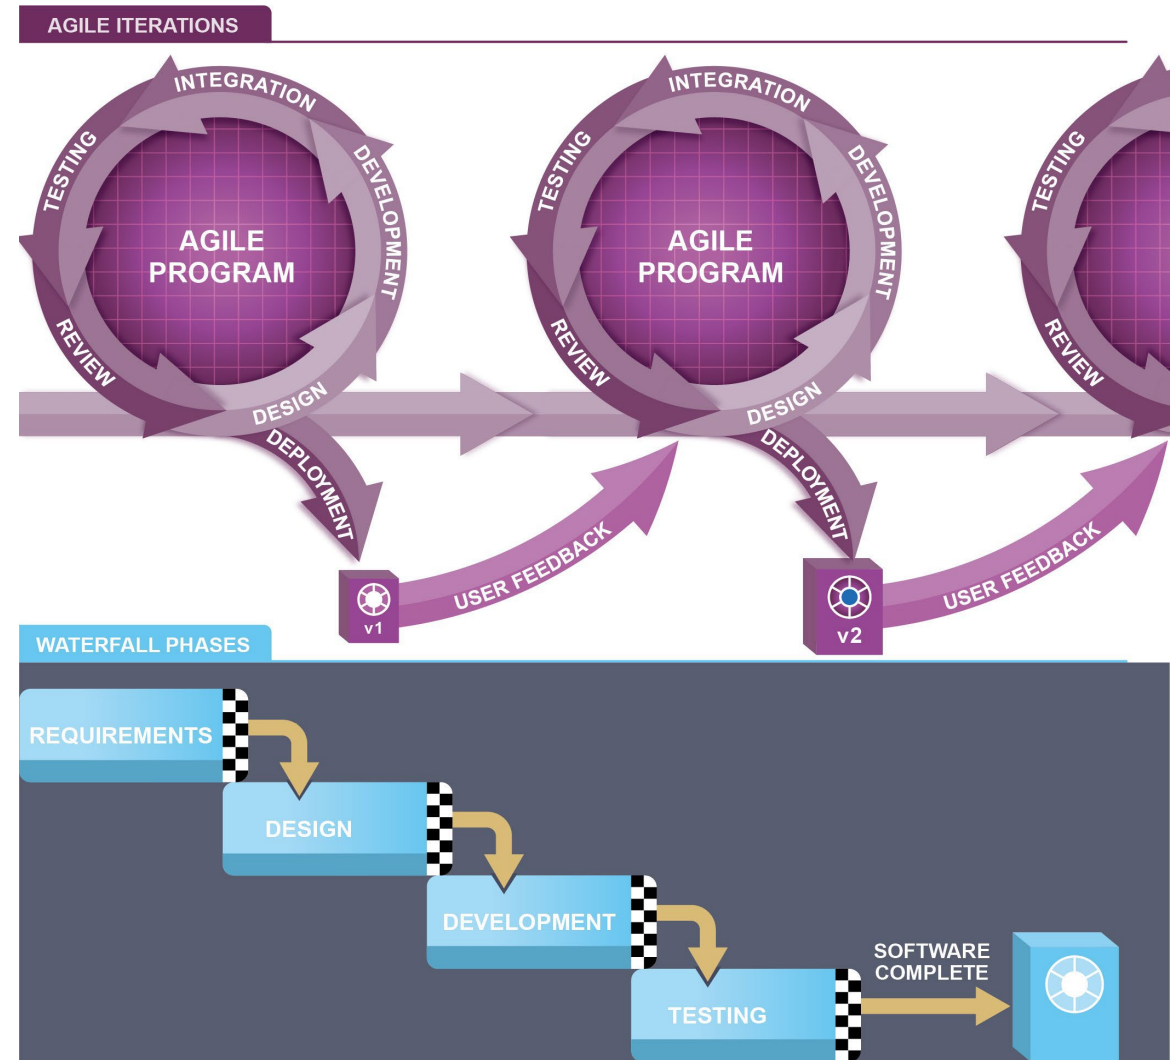 AGILE ITERATIONS
INTEGRATION
DEVELOPMENT
TESTING
AGILE
PROGRAM
REVIEW
DESIGN
DEPLOYMENT
v1
USER FEEDBACK
INTEGRATION
DEVELOPMENT
TESTING
AGILE
PROGRAM
REVIEW
DESIGN
DEPLOYMENT
v2
USER FEEDBACK
TESTING
REVIEW
WATERFALL PHASES
REQUIREMENTS
DESIGN
DEVELOPMENT
TESTING
SOFTWARE
COMPLETE